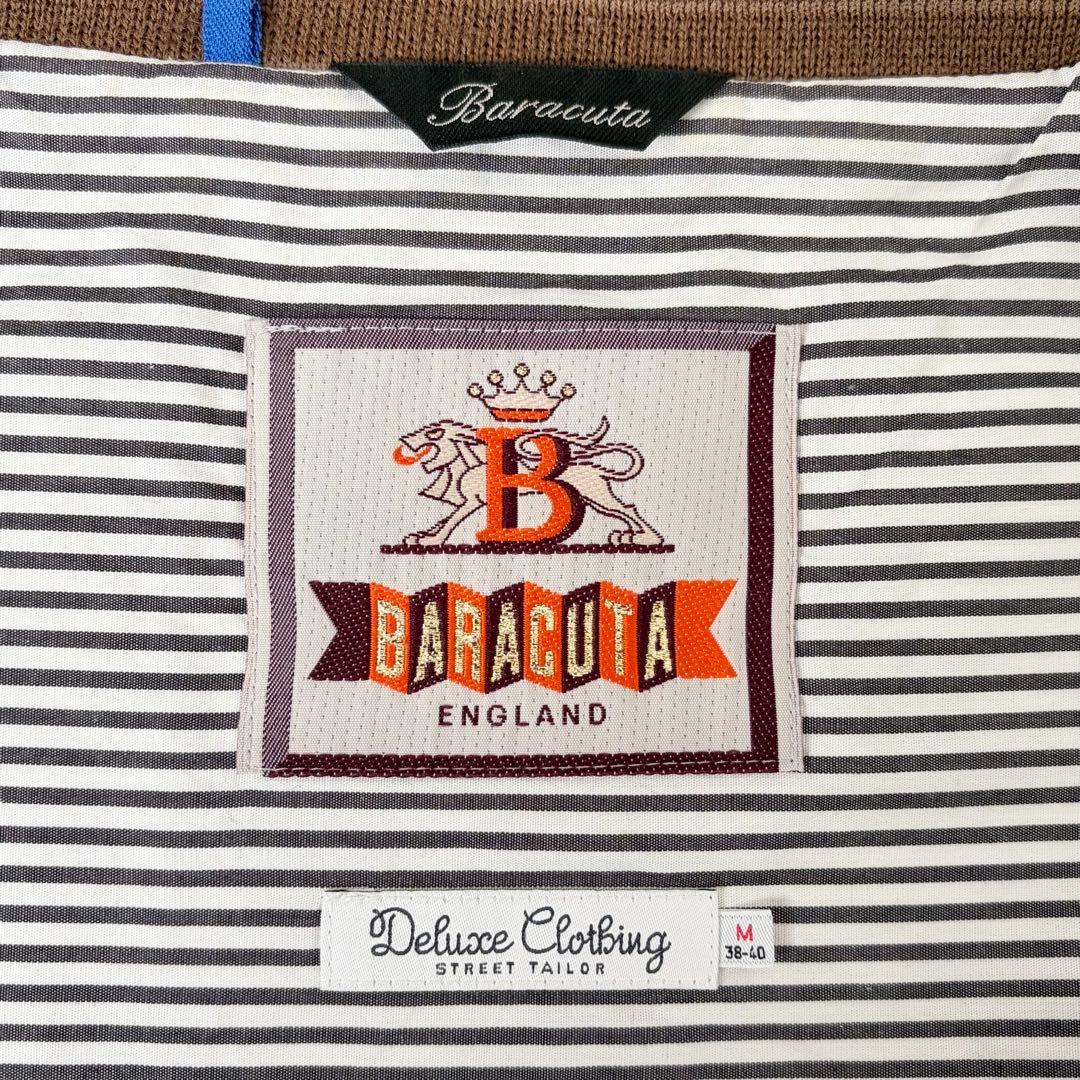 Baracuta
B
BARACUTA
ENGLAND
Deluxe Clothing
STREET TAILOR
M
38-40